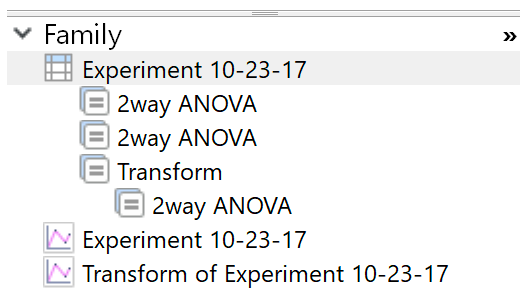 Family »
Experiment 10-23-17
2way ANOVA
2way ANOVA
Transform
2way ANOVA
Experiment 10-23-17
Transform of Experiment 10-23-17